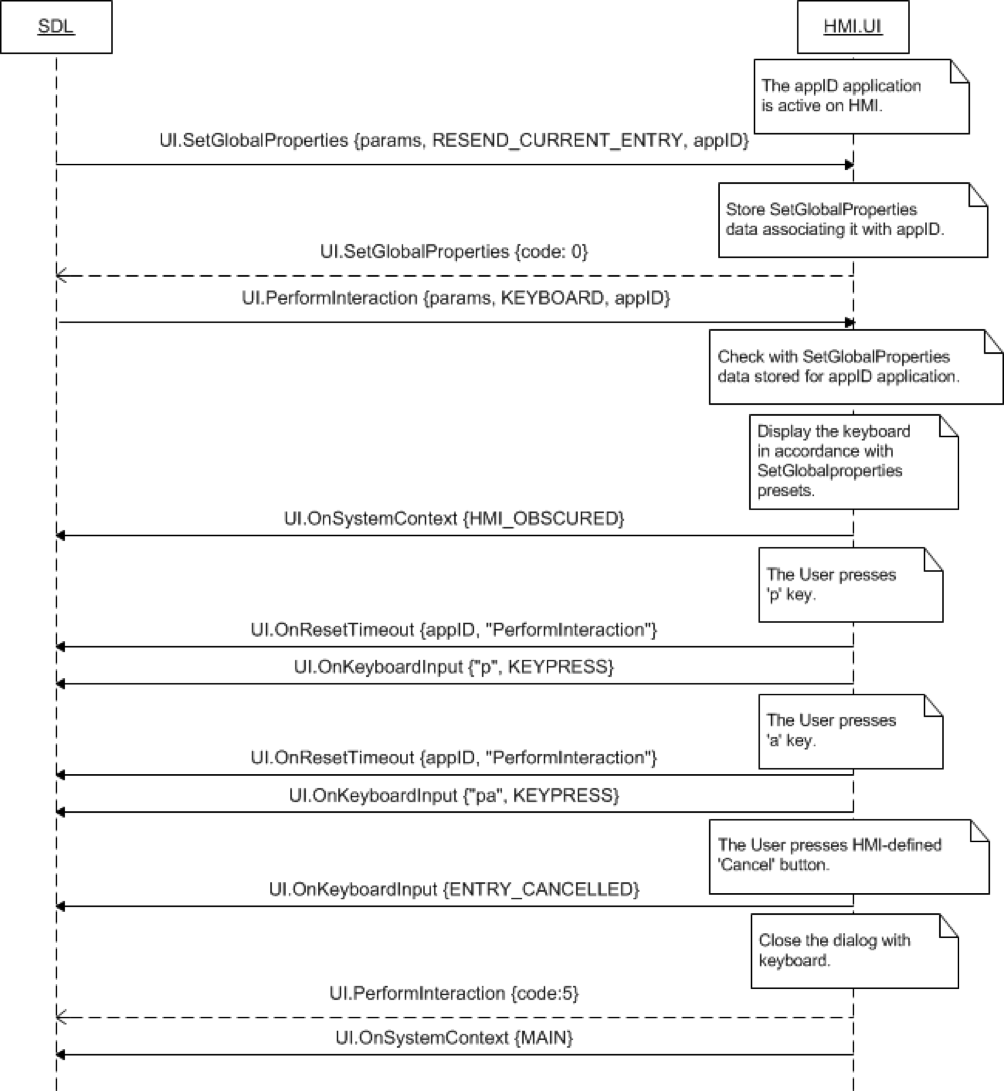 SDL
HMI.UI
The appID application
is active on HMI.
UI.SetGlobalProperties {params, RESEND_CURRENT_ENTRY, appID}
Store SetGlobalProperties
data associating it with appID.
UI.SetGlobalProperties {code: 0}
UI.PerformInteraction {params, KEYBOARD, appID}
Check with SetGlobalProperties
data stored for appID application.
Display the keyboard
in accordance with
SetGlobalproperties
presets.
UI.OnSystemContext {HMI_OBSCURED}
The User presses
'p' key.
UI.OnResetTimeout {appID, "PerformInteraction"}
UI.OnKeyboardInput {"p", KEYPRESS}
The User presses
'a' key.
UI.OnResetTimeout {appID, "PerformInteraction"}
UI.OnKeyboardInput {"pa", KEYPRESS}
The User presses HMI-defined
'Cancel' button.
UI.OnKeyboardInput {ENTRY_CANCELLED}
Close the dialog with
keyboard.
UI.PerformInteraction {code:5}
UI.OnSystemContext {MAIN}